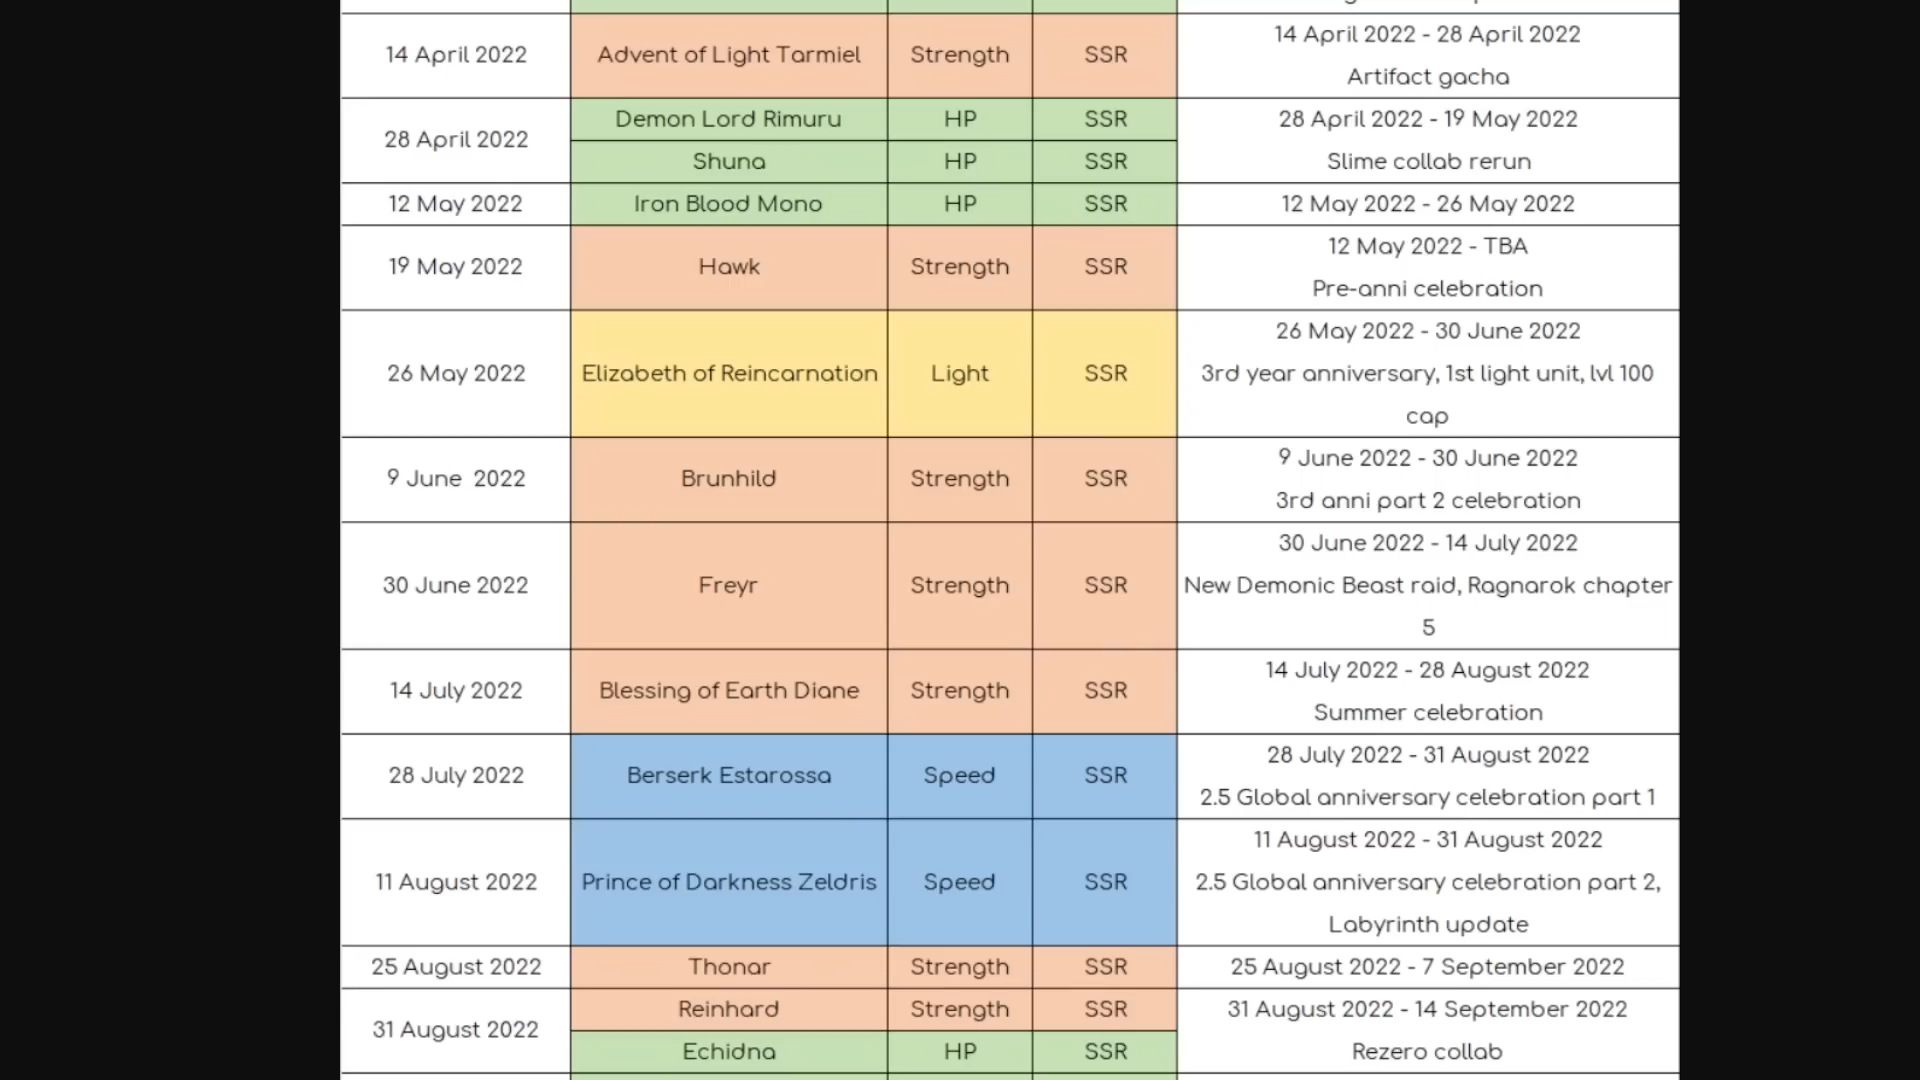 14 April 2022
Advent of Light Tarmiel
Strength
SSR
14 April 2022 - 28 April 2022
Artifact gacha
28 April 2022
Demon Lord Rimuru
HP
SSR
28 April 2022 - 19 May 2022
Shuna
HP
SSR
Slime collab rerun
12 May 2022
Iron Blood Mono
HP
SSR
12 May 2022 - 26 May 2022
19 May 2022
Hawk
Strength
SSR
12 May 2022 - TBA
Pre-anni celebration
26 May 2022
Elizabeth of Reincarnation
Light
SSR
26 May 2022 - 30 June 2022
3rd year anniversary, 1st light unit, lvl 100
cap
9 June 2022
Brunhild
Strength
SSR
9 June 2022 - 30 June 2022
3rd anni part 2 celebration
30 June 2022
Freyr
Strength
SSR
30 June 2022 - 14 July 2022
New Demonic Beast raid, Ragnarok chapter
5
14 July 2022
Blessing of Earth Diane
Strength
SSR
14 July 2022 - 28 August 2022
Summer celebration
28 July 2022
Berserk Estarossa
Speed
SSR
28 July 2022 - 31 August 2022
2.5 Global anniversary celebration part 1
11 August 2022
Prince of Darkness Zeldris
Speed
SSR
11 August 2022 - 31 August 2022
2.5 Global anniversary celebration part 2,
Labyrinth update
25 August 2022
Thonar
Strength
SSR
25 August 2022 - 7 September 2022
31 August 2022
Reinhard
Strength
SSR
31 August 2022 - 14 September 2022
Echidna
HP
SSR
Rezero collab